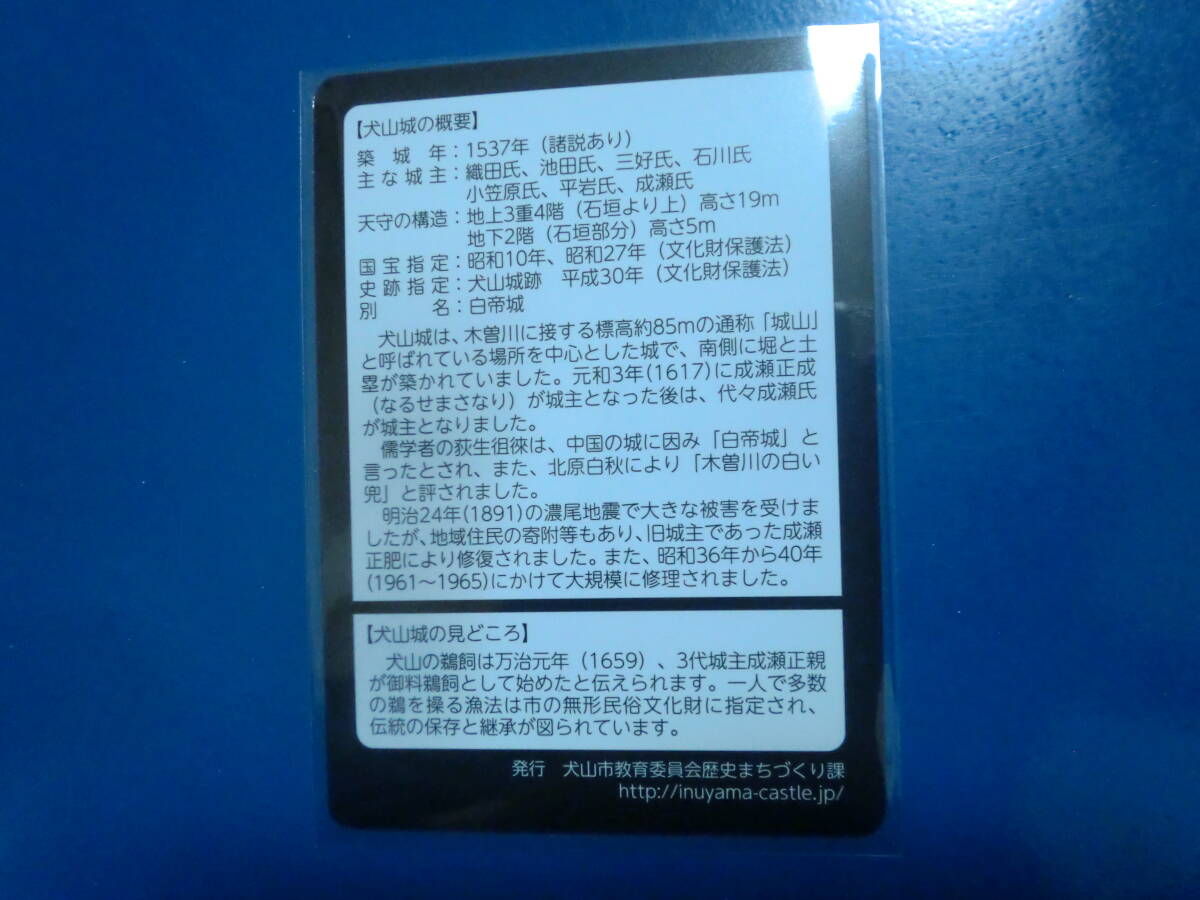 【犬山城の概要】
築城年：1537年（諸説あり）
主な城主：織田氏、池田氏、三好氏、石川氏
小笠原氏、平岩氏、成瀬氏
天守の構造：地上3重4階（石垣より上）高さ19m
地下2階（石垣部分）高さ5m
国宝指定：昭和10年、昭和27年（文化財保護法）
史跡指定：犬山城跡　平成30年（文化財保護法）
別名：白帝城
犬山城は、木曽川に接する標高約85mの通称「城山」
と呼ばれている場所を中心とした城で、南側に堀と土
塁が築かれていました。元和3年(1617)に成瀬正成
（なるせまさなり）が城主となった後は、代々成瀬氏
が城主となりました。
儒学者の荻生徂徠は、中国の城に因み「白帝城」と
言ったとされ、また、北原白秋により「木曽川の白い
兜」と評されました。
明治24年(1891)の濃尾地震で大きな被害を受けま
したが、地域住民の寄附等もあり、旧城主であった成瀬
正肥により修復されました。また、昭和36年から40年
(1961～1965)にかけて大規模に修理されました。
【犬山城の見どころ】
犬山の鵜飼は万治元年（1659）、3代城主成瀬正親
が御料鵜飼として始めたと伝えられます。一人で多数
の鵜を操る漁法は市の無形民俗文化財に指定され、
伝統の保存と継承が図られています。
発行　犬山市教育委員会歴史まちづくり課
http://inuyama-castle.jp/